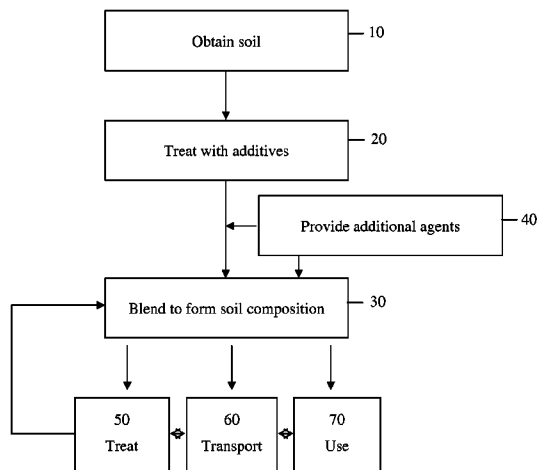 Obtain soil
10
Treat with additives
20
Provide additional agents
40
Blend to form soil composition
30
50
Treat
60
Transport
70
Use